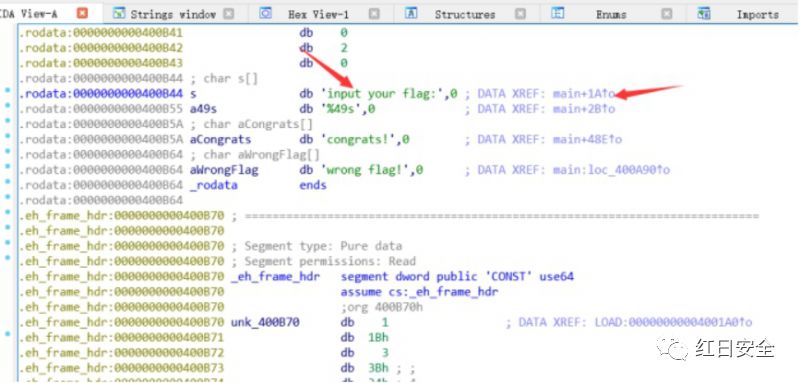 IDA View-A Strings window Hex View-1 Structures Enums Imports
.rodata:0000000000400B41 db 0
.rodata:0000000000400B42 db 2
.rodata:0000000000400B43 db 0
.rodata:0000000000400B44 ; char s[]
.rodata:0000000000400B44 s db 'input your flag:',0 ; DATA XREF: main+1A↑o
.rodata:0000000000400B55 a49s db '%49s',0 ; DATA XREF: main+2B↑o
.rodata:0000000000400B5A ; char aCongrats[]
.rodata:0000000000400B5A aCongrats db 'congrats!',0 ; DATA XREF: main+48E↑o
.rodata:0000000000400B64 ; char aWrongFlag[]
.rodata:0000000000400B64 aWrongFlag db 'wrong flag!',0 ; DATA XREF: main:loc_400A90↑o
.rodata:0000000000400B64 _rodata ends
.rodata:0000000000400B64
.eh_frame_hdr:0000000000400B70 ; ===========================================================================
.eh_frame_hdr:0000000000400B70
.eh_frame_hdr:0000000000400B70 ; Segment type: Pure data
.eh_frame_hdr:0000000000400B70 ; Segment permissions: Read
.eh_frame_hdr:0000000000400B70 _eh_frame_hdr segment dword public 'CONST' use64
.eh_frame_hdr:0000000000400B70 assume cs:_eh_frame_hdr
.eh_frame_hdr:0000000000400B70 ;org 400B70h
.eh_frame_hdr:0000000000400B70 unk_400B70 db 1 ; DATA XREF: LOAD:00000000004001A0↑o
.eh_frame_hdr:0000000000400B71 db 1Bh
.eh_frame_hdr:0000000000400B72 db 3
.eh_frame_hdr:0000000000400B73 db 3Bh ; ;
红日安全